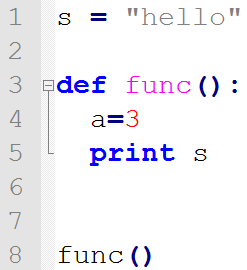 1 s = "hello"
2
3 def func():
4   a=3
5   print s
6
7
8 func()